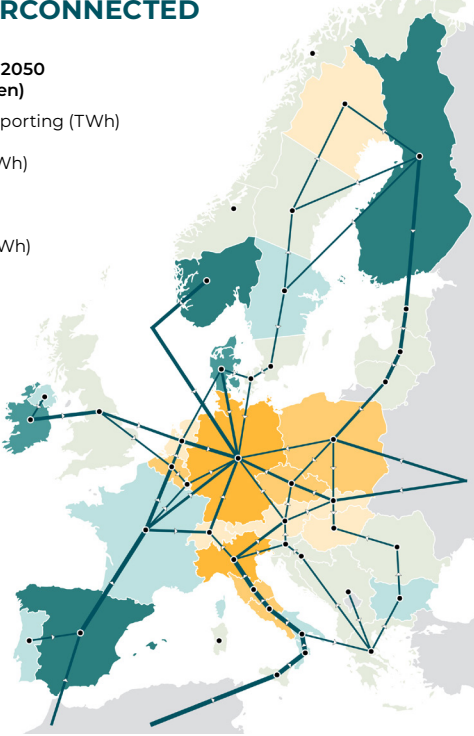 RCONNECTED
2050
en)
porting (TWh)
Wh)
Wh)